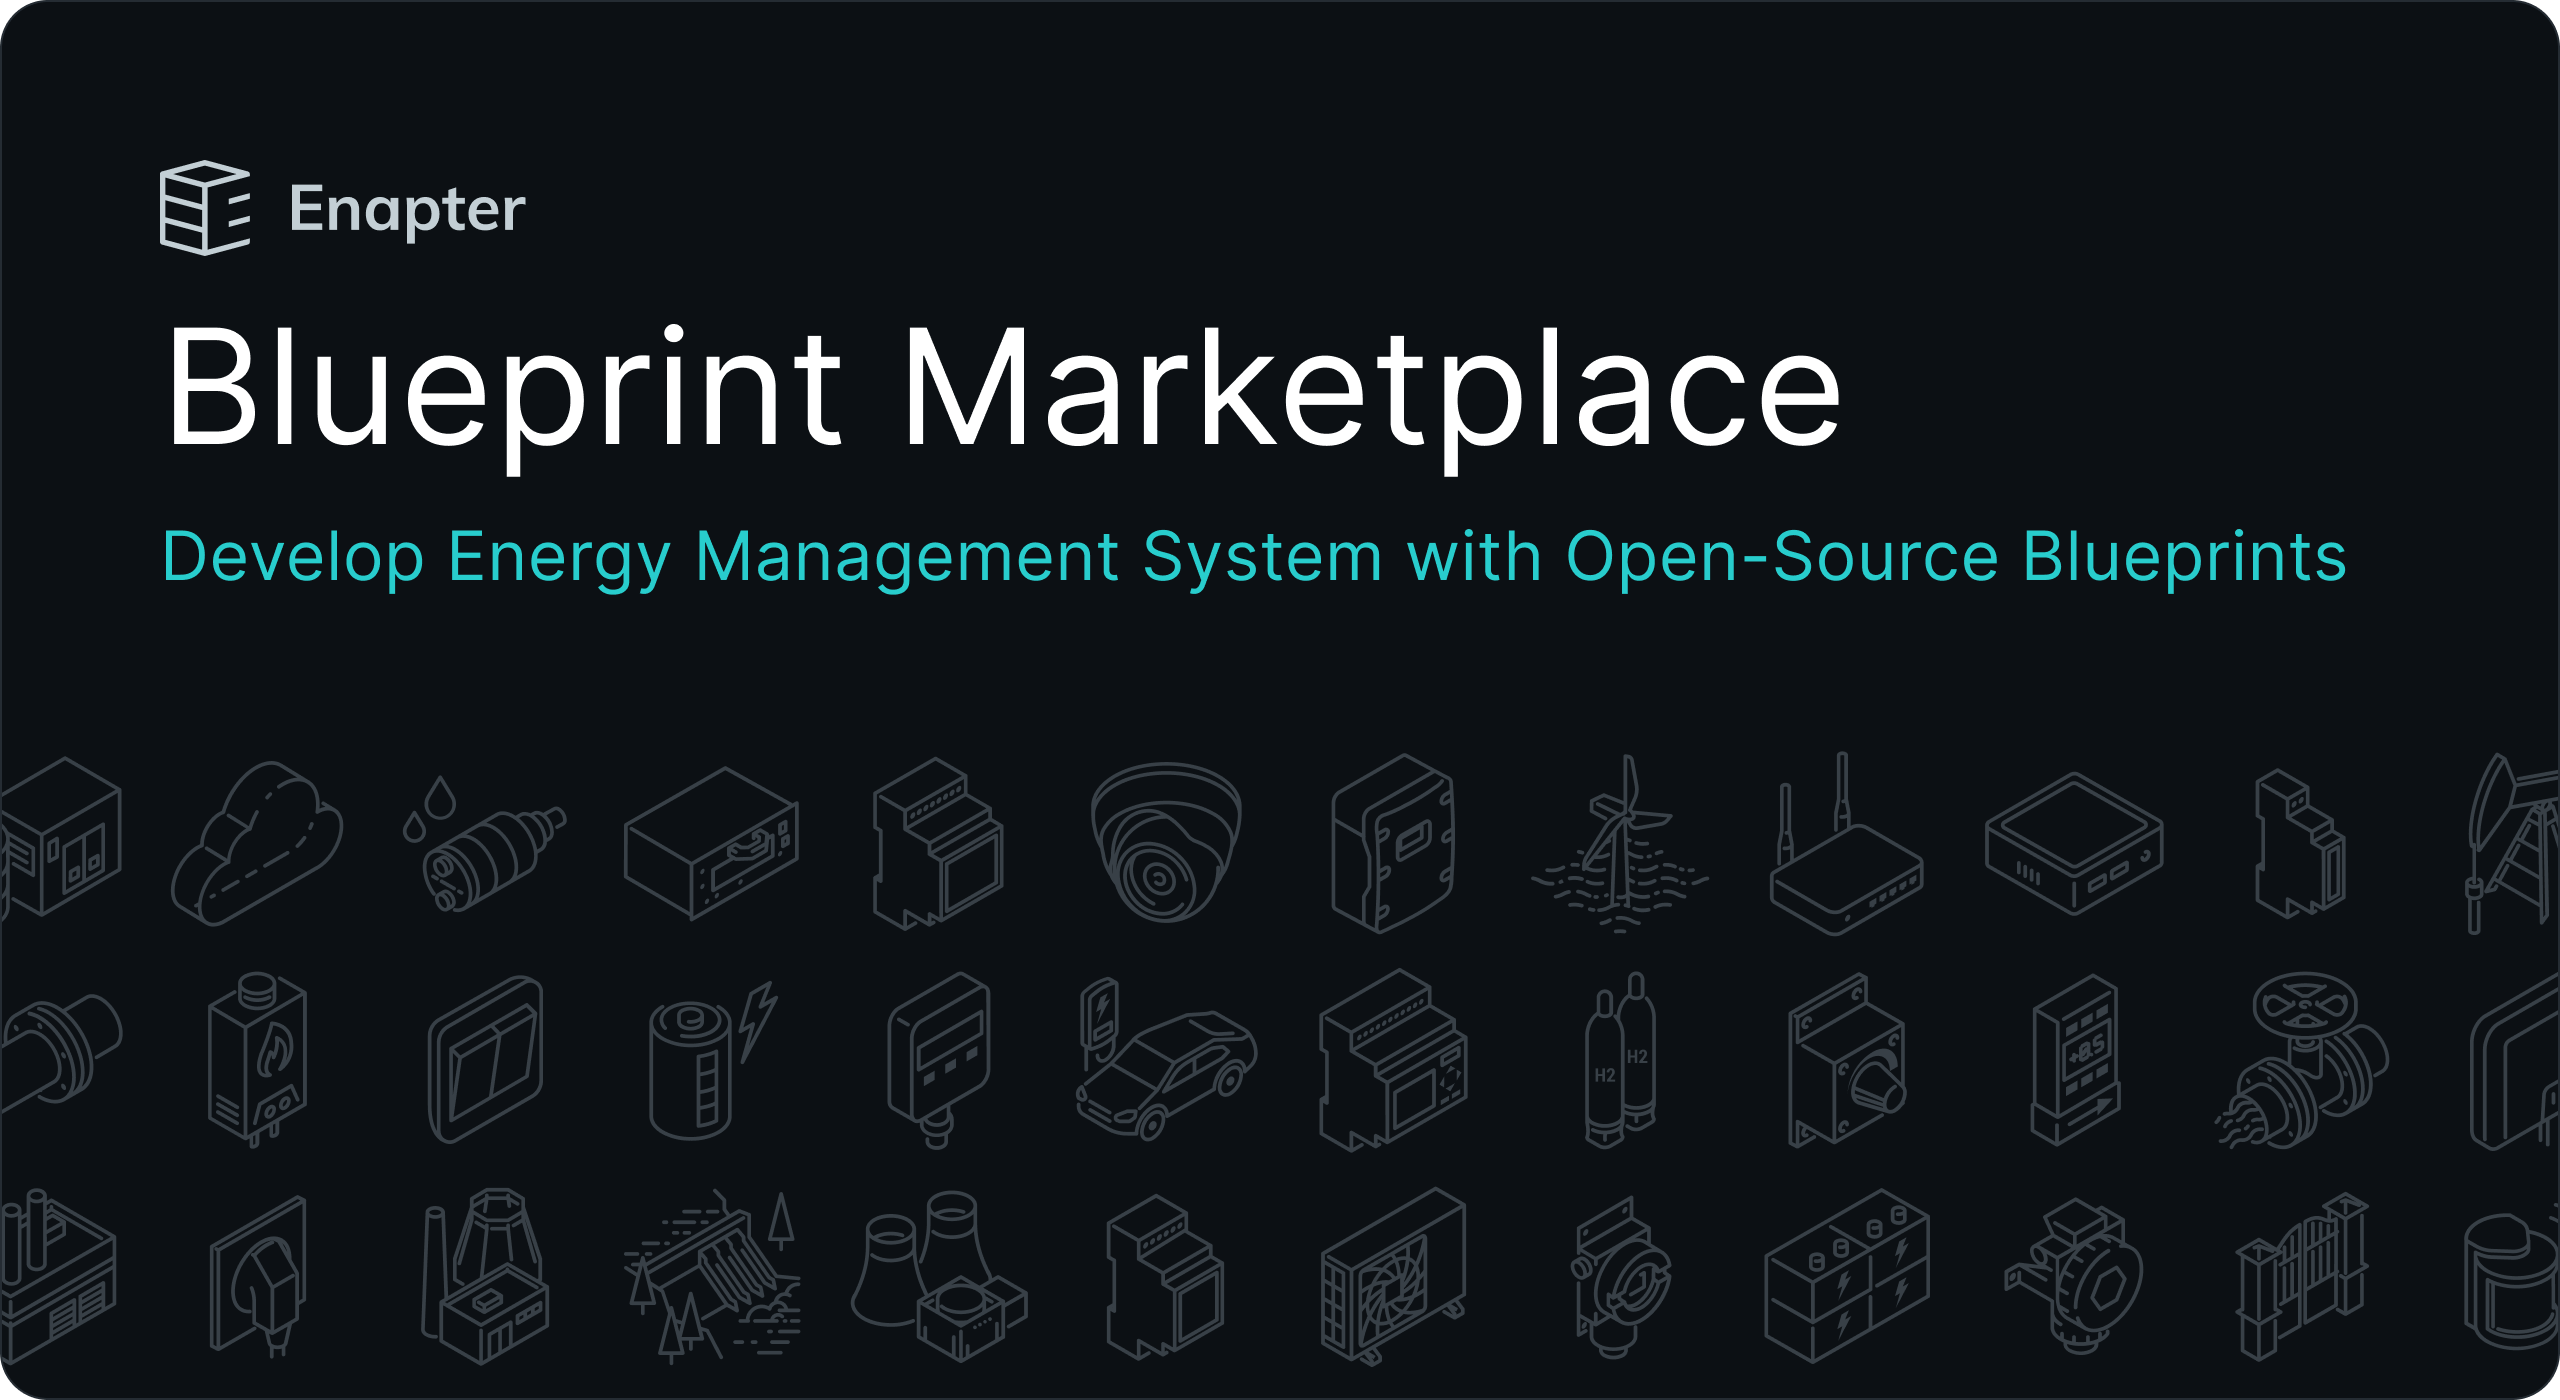 Enapter
Blueprint Marketplace
Develop Energy Management System with Open-Source Blueprints
H2
H2